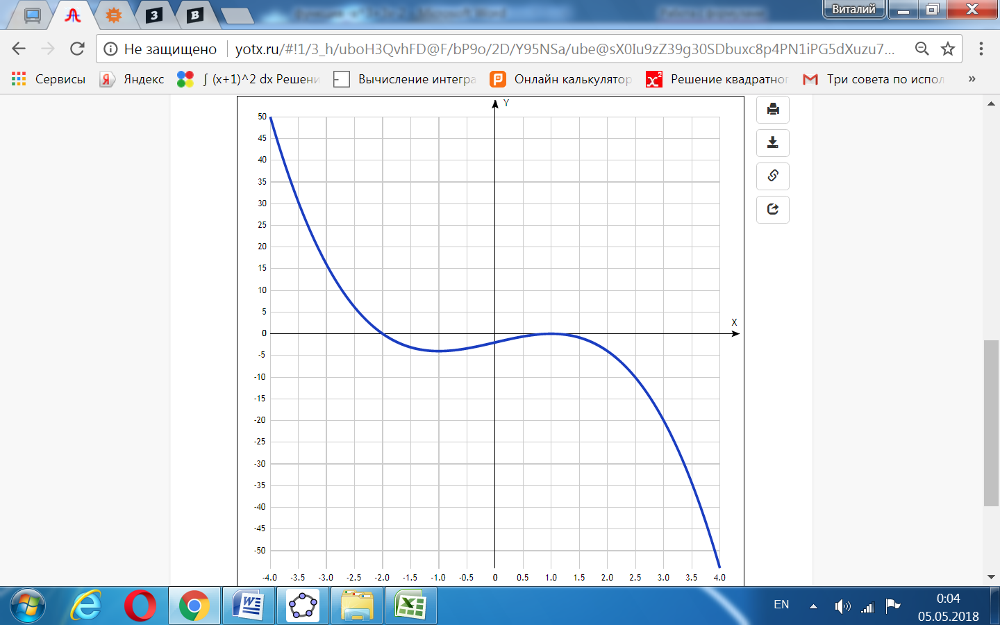 Виталий
Не защищено
yotx.ru/#!1/3_h/uboH3QvhFD@F/bP9o/2D/Y95NSa/ube@sX0Iu9zZ39g30SDbuxc8p4PN1iPG5dXuzu7...
Сервисы
Яндекс
∫ (x+1)^2 dx Решени
Вычисление интегра
Онлайн калькулятор
Решение квадратног
Три совета по испол
»
Y
50
45
40
35
30
25
20
15
10
5
0
-5
-10
-15
-20
-25
-30
-35
-40
-45
-50
X
-4.0 -3.5 -3.0 -2.5 -2.0 -1.5 -1.0 -0.5 0 0.5 1.0 1.5 2.0 2.5 3.0 3.5 4.0
EN
0:04
05.05.2018